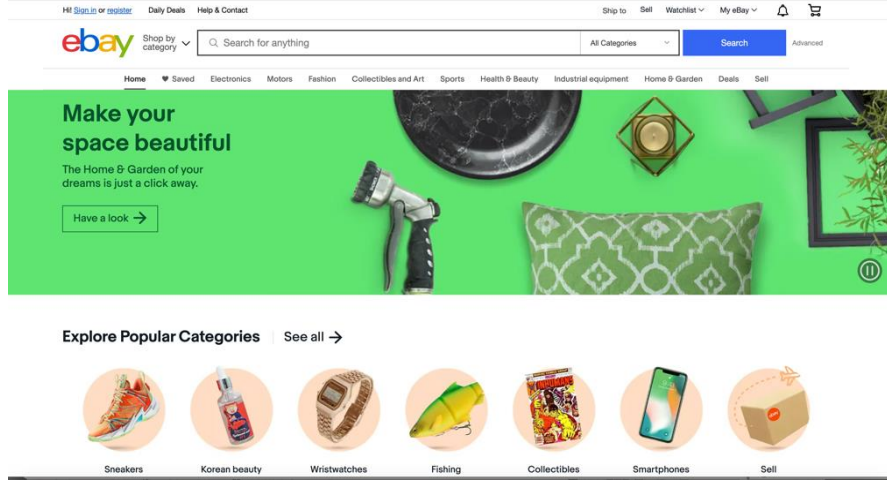 Hi! Sign in or register Daily Deals Help & Contact Ship to Sell Watchlist My eBay
ebay Shop by category Search for anything All Categories Search Advanced
Home Saved Electronics Motors Fashion Collectibles and Art Sports Health & Beauty Industrial equipment Home & Garden Deals Sell
Make your
space beautiful
The Home & Garden of your
dreams is just a click away.
Have a look →
Explore Popular Categories See all →
INHUMANS
ebay
Sneakers Korean beauty Wristwatches Fishing Collectibles Smartphones Sell